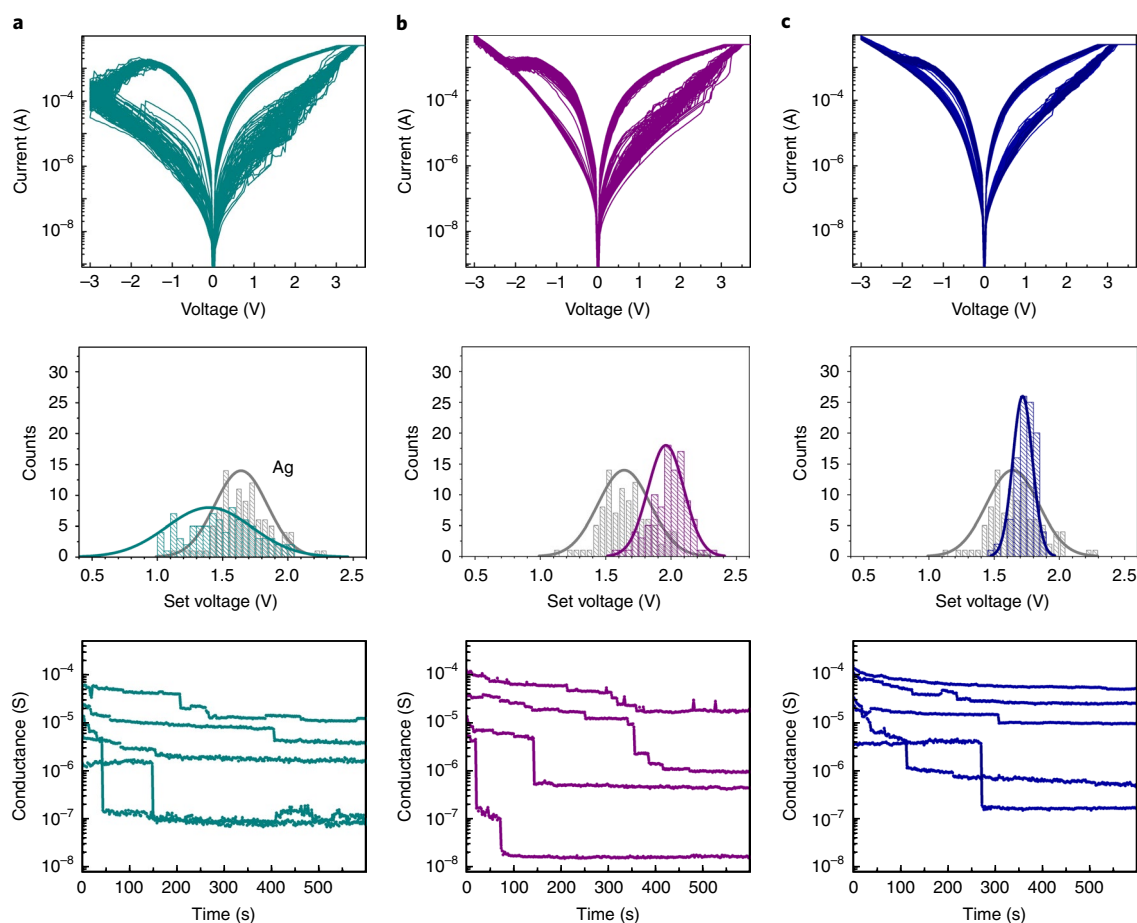 a
b
c
10⁻⁴
10⁻⁶
10⁻⁸
Current (A)
−3 −2 −1 0 1 2 3
Voltage (V)
10⁻⁴
10⁻⁶
10⁻⁸
Current (A)
−3 −2 −1 0 1 2 3
Voltage (V)
10⁻⁴
10⁻⁶
10⁻⁸
Current (A)
−3 −2 −1 0 1 2 3
Voltage (V)
30
25
20
15
10
5
0
Counts
Ag
0.5 1.0 1.5 2.0 2.5
Set voltage (V)
30
25
20
15
10
5
0
Counts
0.5 1.0 1.5 2.0 2.5
Set voltage (V)
30
25
20
15
10
5
0
Counts
0.5 1.0 1.5 2.0 2.5
Set voltage (V)
10⁻⁴
10⁻⁵
10⁻⁶
10⁻⁷
10⁻⁸
Conductance (S)
0 100 200 300 400 500
Time (s)
10⁻⁴
10⁻⁵
10⁻⁶
10⁻⁷
10⁻⁸
Conductance (S)
0 100 200 300 400 500
Time (s)
10⁻⁴
10⁻⁵
10⁻⁶
10⁻⁷
10⁻⁸
Conductance (S)
0 100 200 300 400 500
Time (s)